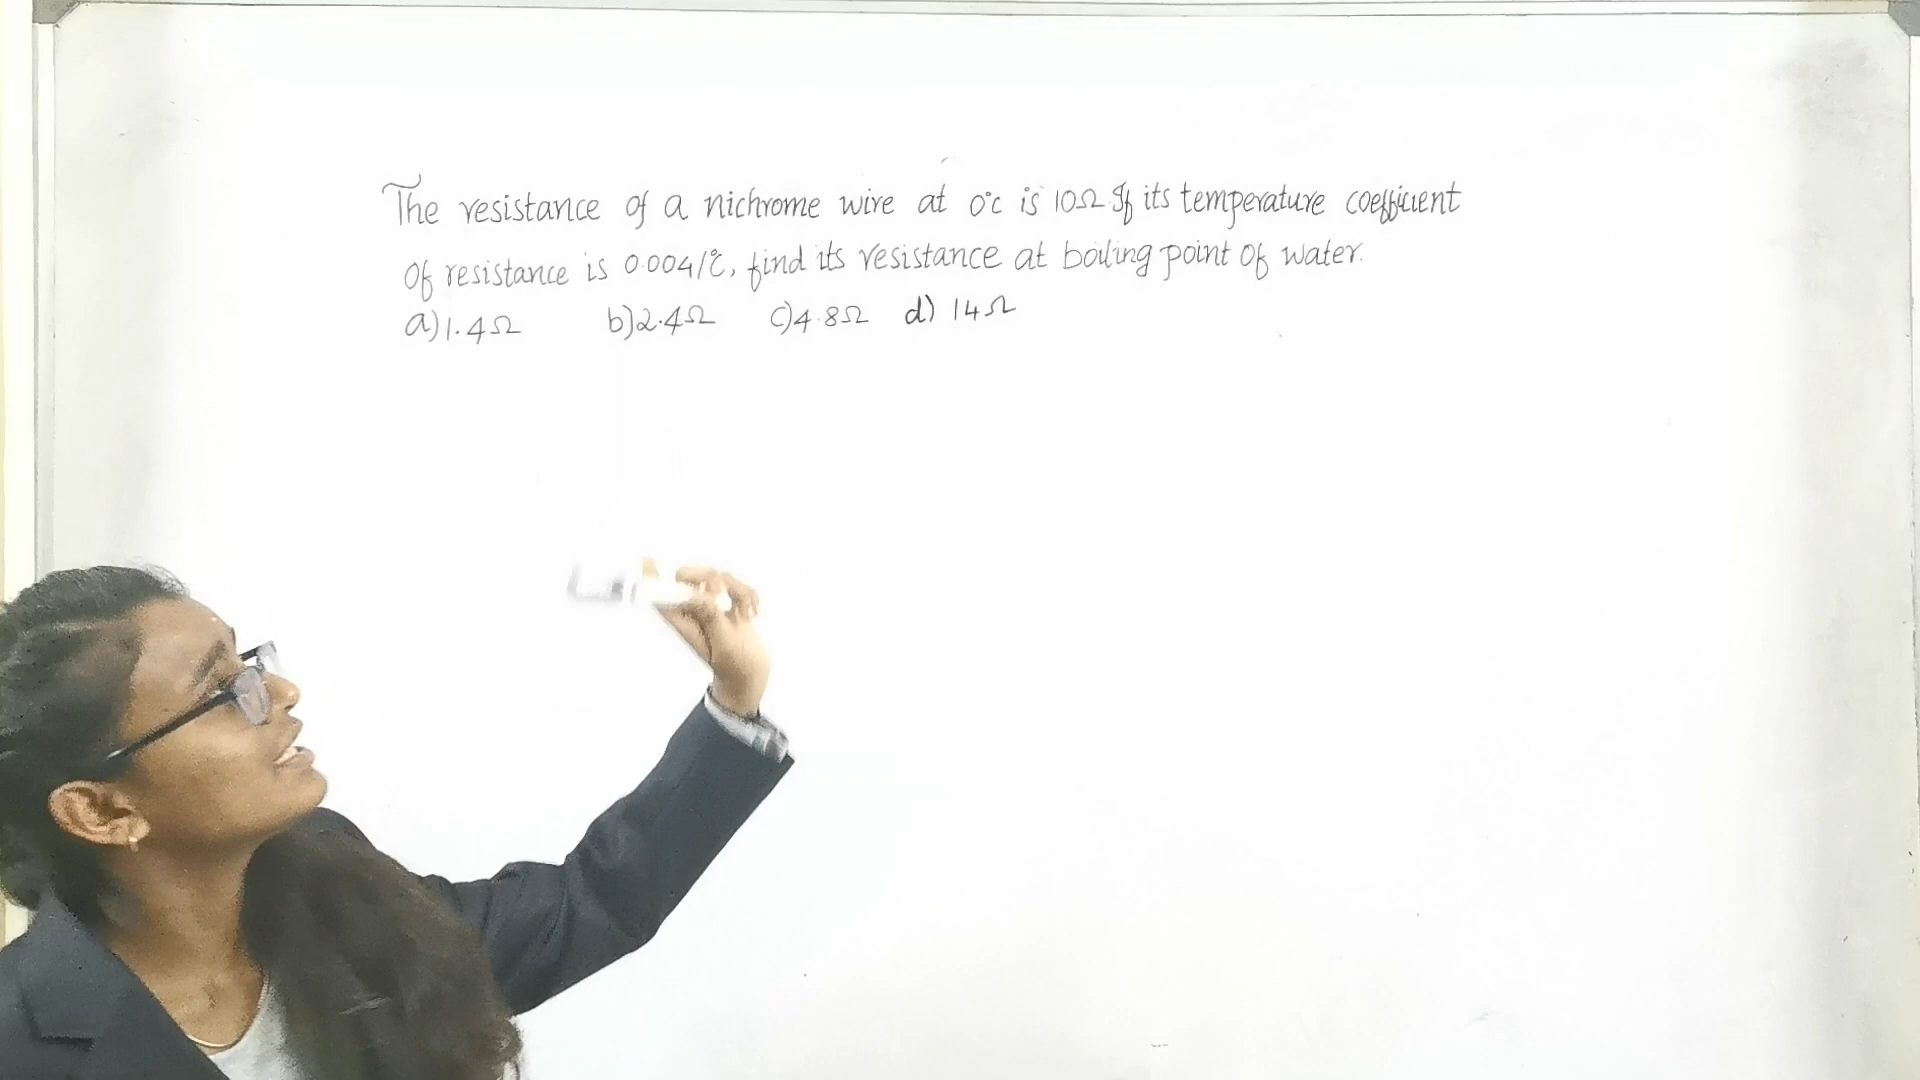 The resistance of a nichrome wire at 0°c is 10Ω. If its temperature coefficient
Of resistance is 0.004/℃, find its resistance at boiling point Of water.
a) 1.4Ω b) 2.4Ω c) 4.8Ω d) 14Ω